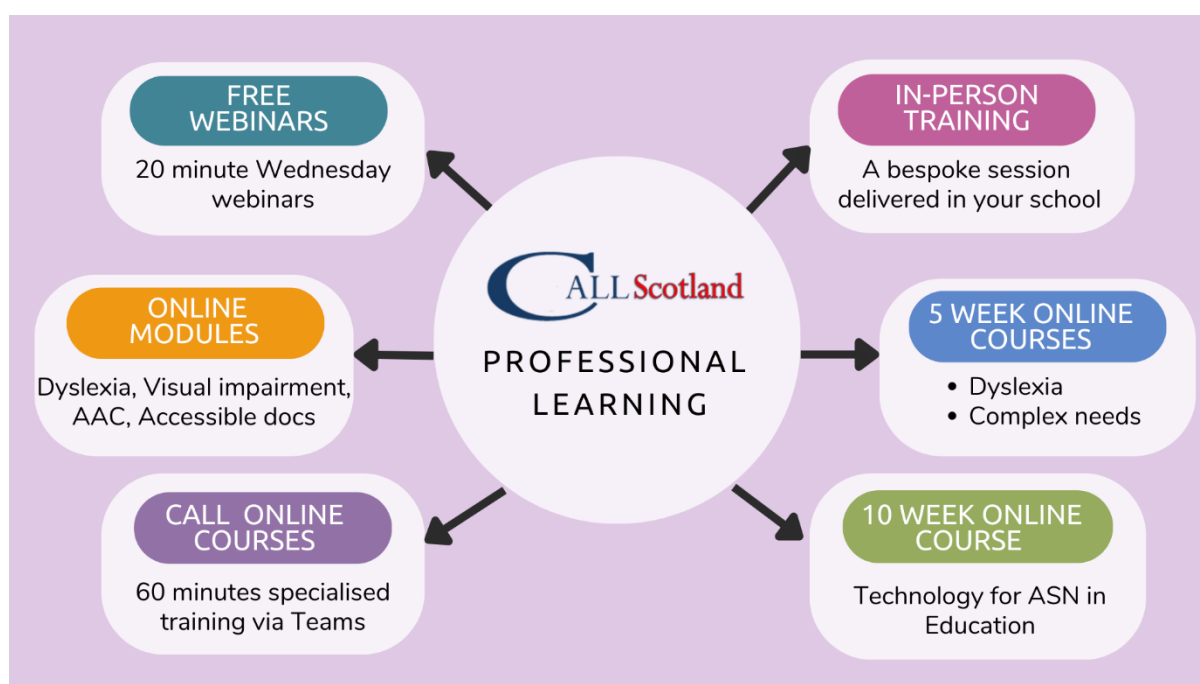 FREE
WEBINARS
20 minute Wednesday
webinars
IN-PERSON
TRAINING
A bespoke session
delivered in your school
CALL Scotland
PROFESSIONAL
LEARNING
ONLINE
MODULES
Dyslexia, Visual impairment,
AAC, Accessible docs
5 WEEK ONLINE
COURSES
• Dyslexia
• Complex needs
CALL ONLINE
COURSES
60 minutes specialised
training via Teams
10 WEEK ONLINE
COURSE
Technology for ASN in
Education